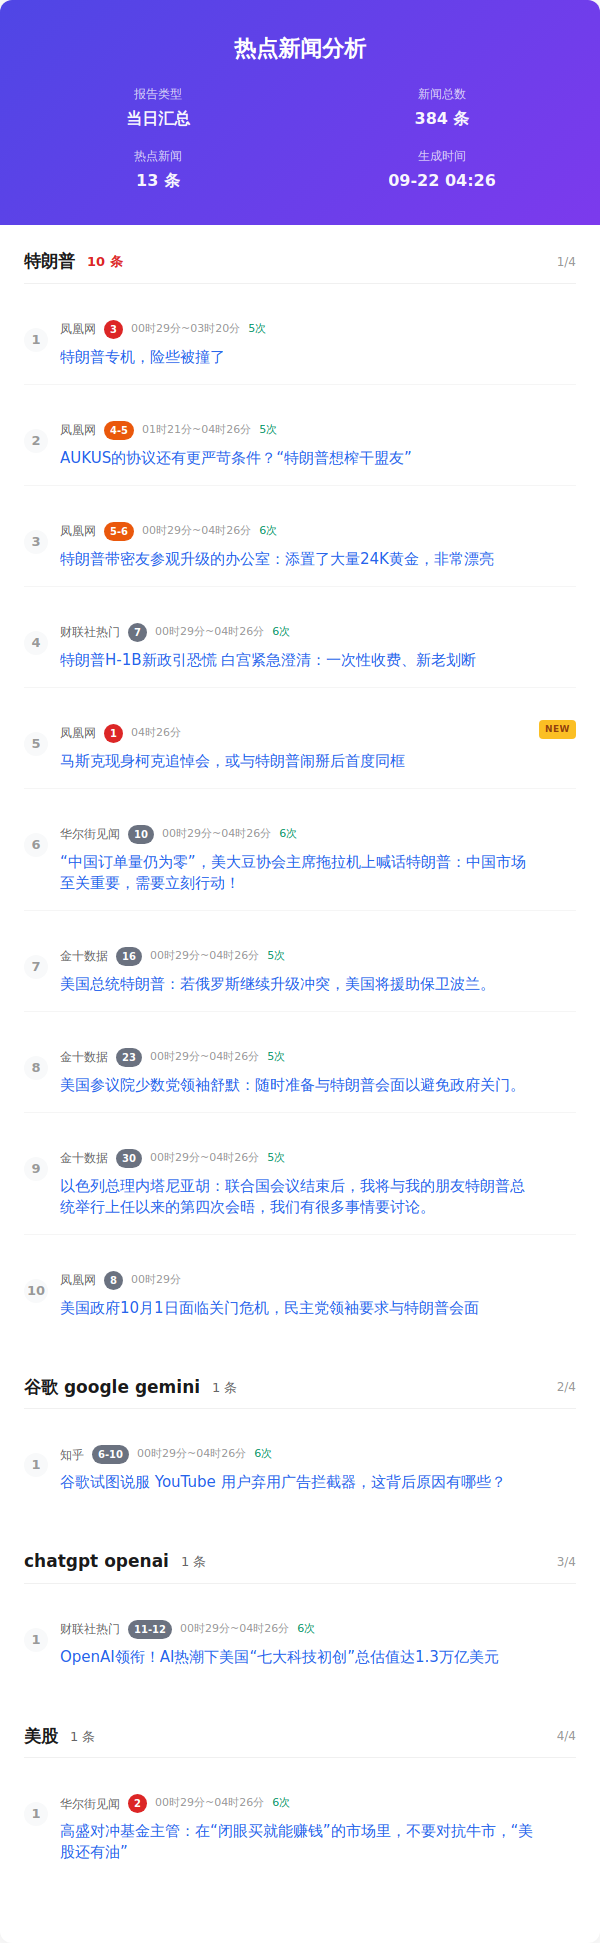 热点新闻分析
报告类型
当日汇总
新闻总数
384 条
热点新闻
13 条
生成时间
09-22 04:26
特朗普 10 条 1/4
1 凤凰网 3 00时29分~03时20分 5次
特朗普专机，险些被撞了
2 凤凰网 4-5 01时21分~04时26分 5次
AUKUS的协议还有更严苛条件？“特朗普想榨干盟友”
3 凤凰网 5-6 00时29分~04时26分 6次
特朗普带密友参观升级的办公室：添置了大量24K黄金，非常漂亮
4 财联社热门 7 00时29分~04时26分 6次
特朗普H-1B新政引恐慌 白宫紧急澄清：一次性收费、新老划断
5 凤凰网 1 04时26分 NEW
马斯克现身柯克追悼会，或与特朗普闹掰后首度同框
6 华尔街见闻 10 00时29分~04时26分 6次
“中国订单量仍为零”，美大豆协会主席拖拉机上喊话特朗普：中国市场
至关重要，需要立刻行动！
7 金十数据 16 00时29分~04时26分 5次
美国总统特朗普：若俄罗斯继续升级冲突，美国将援助保卫波兰。
8 金十数据 23 00时29分~04时26分 5次
美国参议院少数党领袖舒默：随时准备与特朗普会面以避免政府关门。
9 金十数据 30 00时29分~04时26分 5次
以色列总理内塔尼亚胡：联合国会议结束后，我将与我的朋友特朗普总
统举行上任以来的第四次会晤，我们有很多事情要讨论。
10 凤凰网 8 00时29分
美国政府10月1日面临关门危机，民主党领袖要求与特朗普会面
谷歌 google gemini 1 条 2/4
1 知乎 6-10 00时29分~04时26分 6次
谷歌试图说服 YouTube 用户弃用广告拦截器，这背后原因有哪些？
chatgpt openai 1 条 3/4
1 财联社热门 11-12 00时29分~04时26分 6次
OpenAI领衔！AI热潮下美国“七大科技初创”总估值达1.3万亿美元
美股 1 条 4/4
1 华尔街见闻 2 00时29分~04时26分 6次
高盛对冲基金主管：在“闭眼买就能赚钱”的市场里，不要对抗牛市，“美
股还有油”